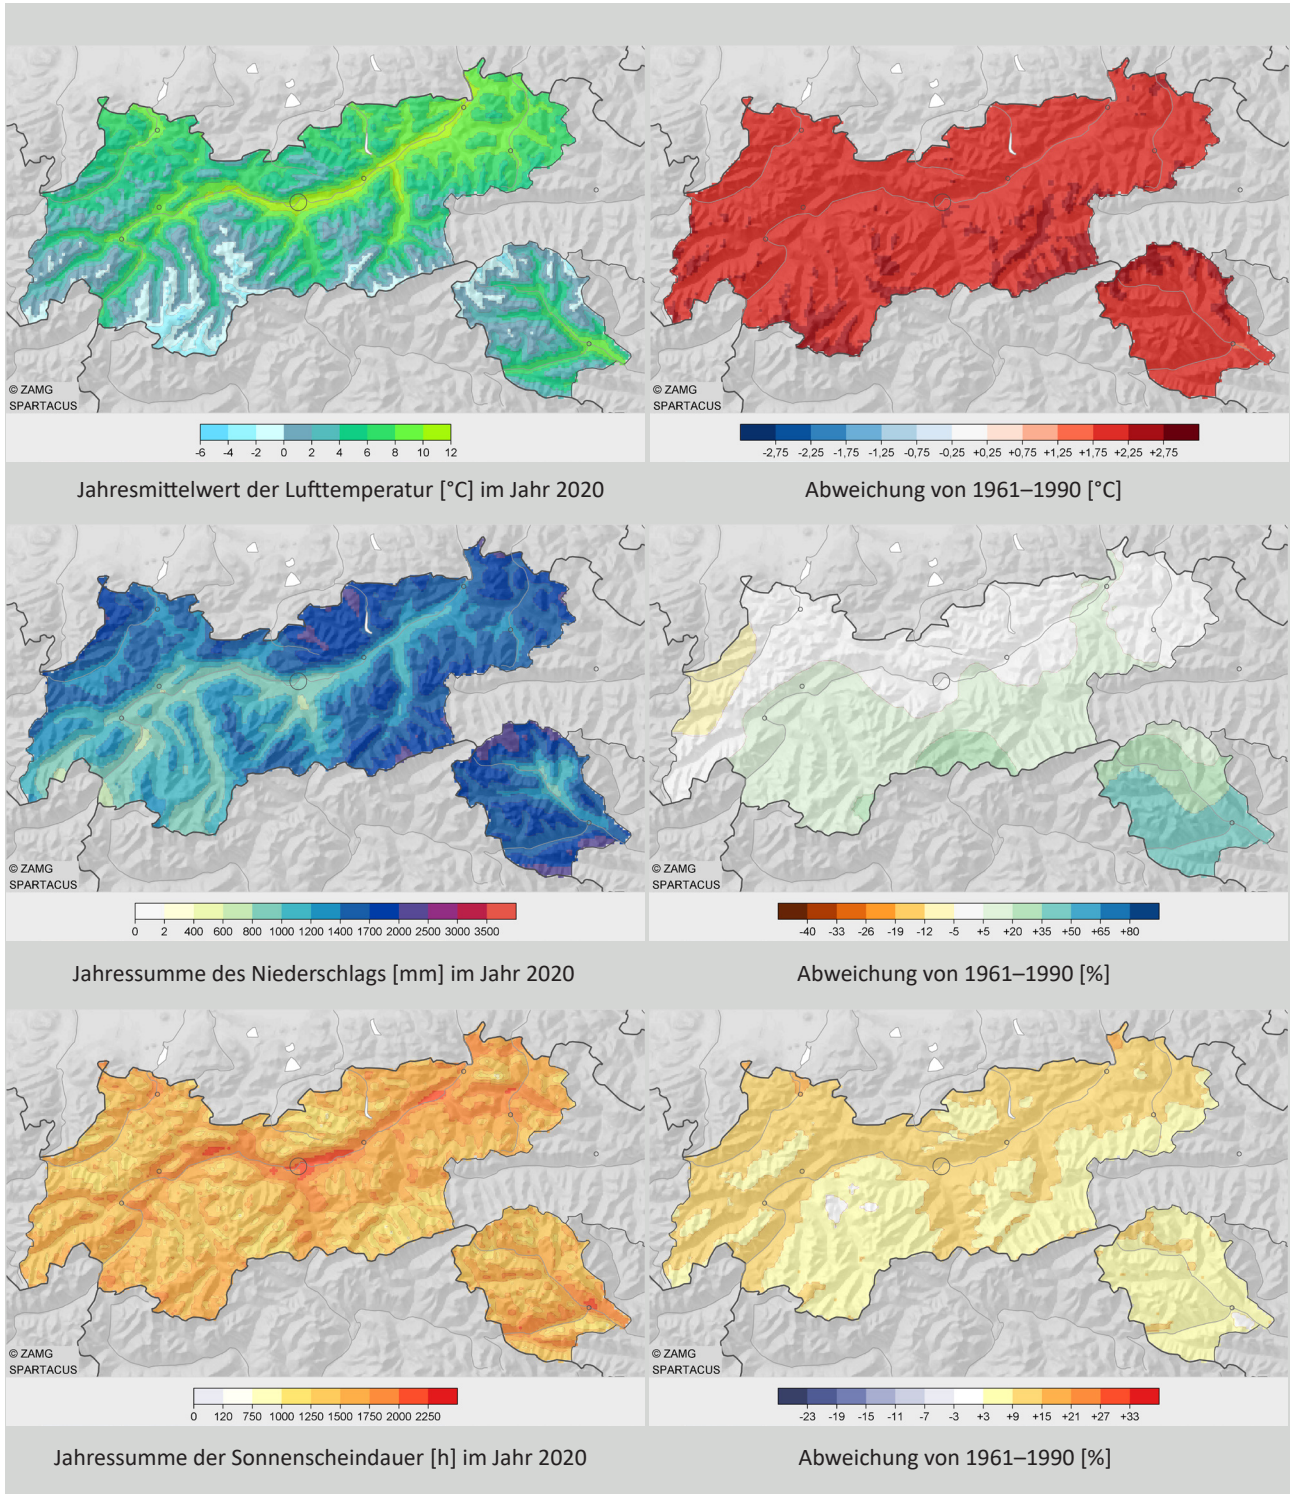 © ZAMG
SPARTACUS
-6 -4 -2 0 2 4 6 8 10 12
Jahresmittelwert der Lufttemperatur [°C] im Jahr 2020
-2,75 -2,25 -1,75 -1,25 -0,75 -0,25 +0,25 +0,75 +1,25 +1,75 +2,25 +2,75
© ZAMG
SPARTACUS
Abweichung von 1961–1990 [°C]
© ZAMG
SPARTACUS
0 2 400 600 800 1000 1200 1400 1700 2000 2500 3000 3500
Jahressumme des Niederschlags [mm] im Jahr 2020
© ZAMG
SPARTACUS
-40 -33 -26 -19 -12 -5 +5 +20 +35 +50 +65 +80
Abweichung von 1961–1990 [%]
© ZAMG
SPARTACUS
0 120 750 1000 1250 1500 1750 2000 2250
Jahressumme der Sonnenscheindauer [h] im Jahr 2020
© ZAMG
SPARTACUS
-23 -19 -15 -11 -7 -3 +3 +9 +15 +21 +27 +33
Abweichung von 1961–1990 [%]